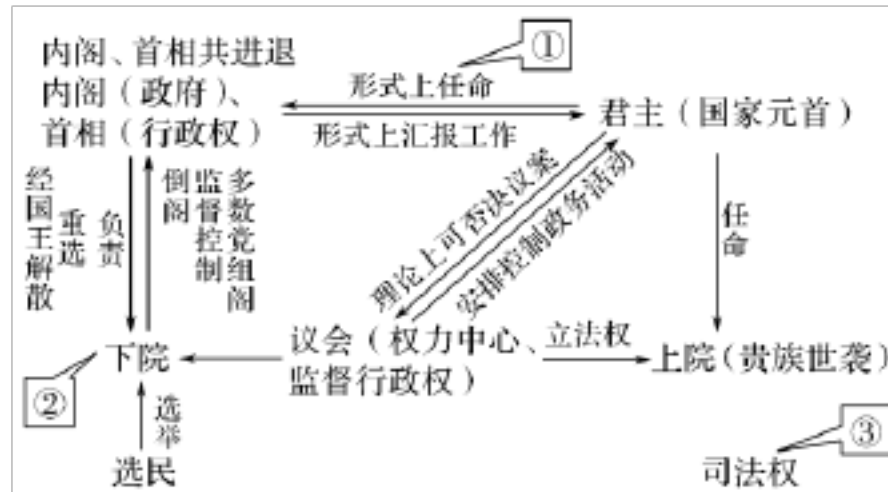 ①
内阁、首相共进退
内阁（政府）、
首相（行政权）
形式上任命
形式上汇报工作
君主（国家元首）
经国王解散
重选
负责
倒阁
监督控制
多数党组阁
理论上可否决议案
安排控制政务活动
任命
下院
议会（权力中心、
监督行政权）
立法权
上院（贵族世袭）
②
选举
选民
③
司法权